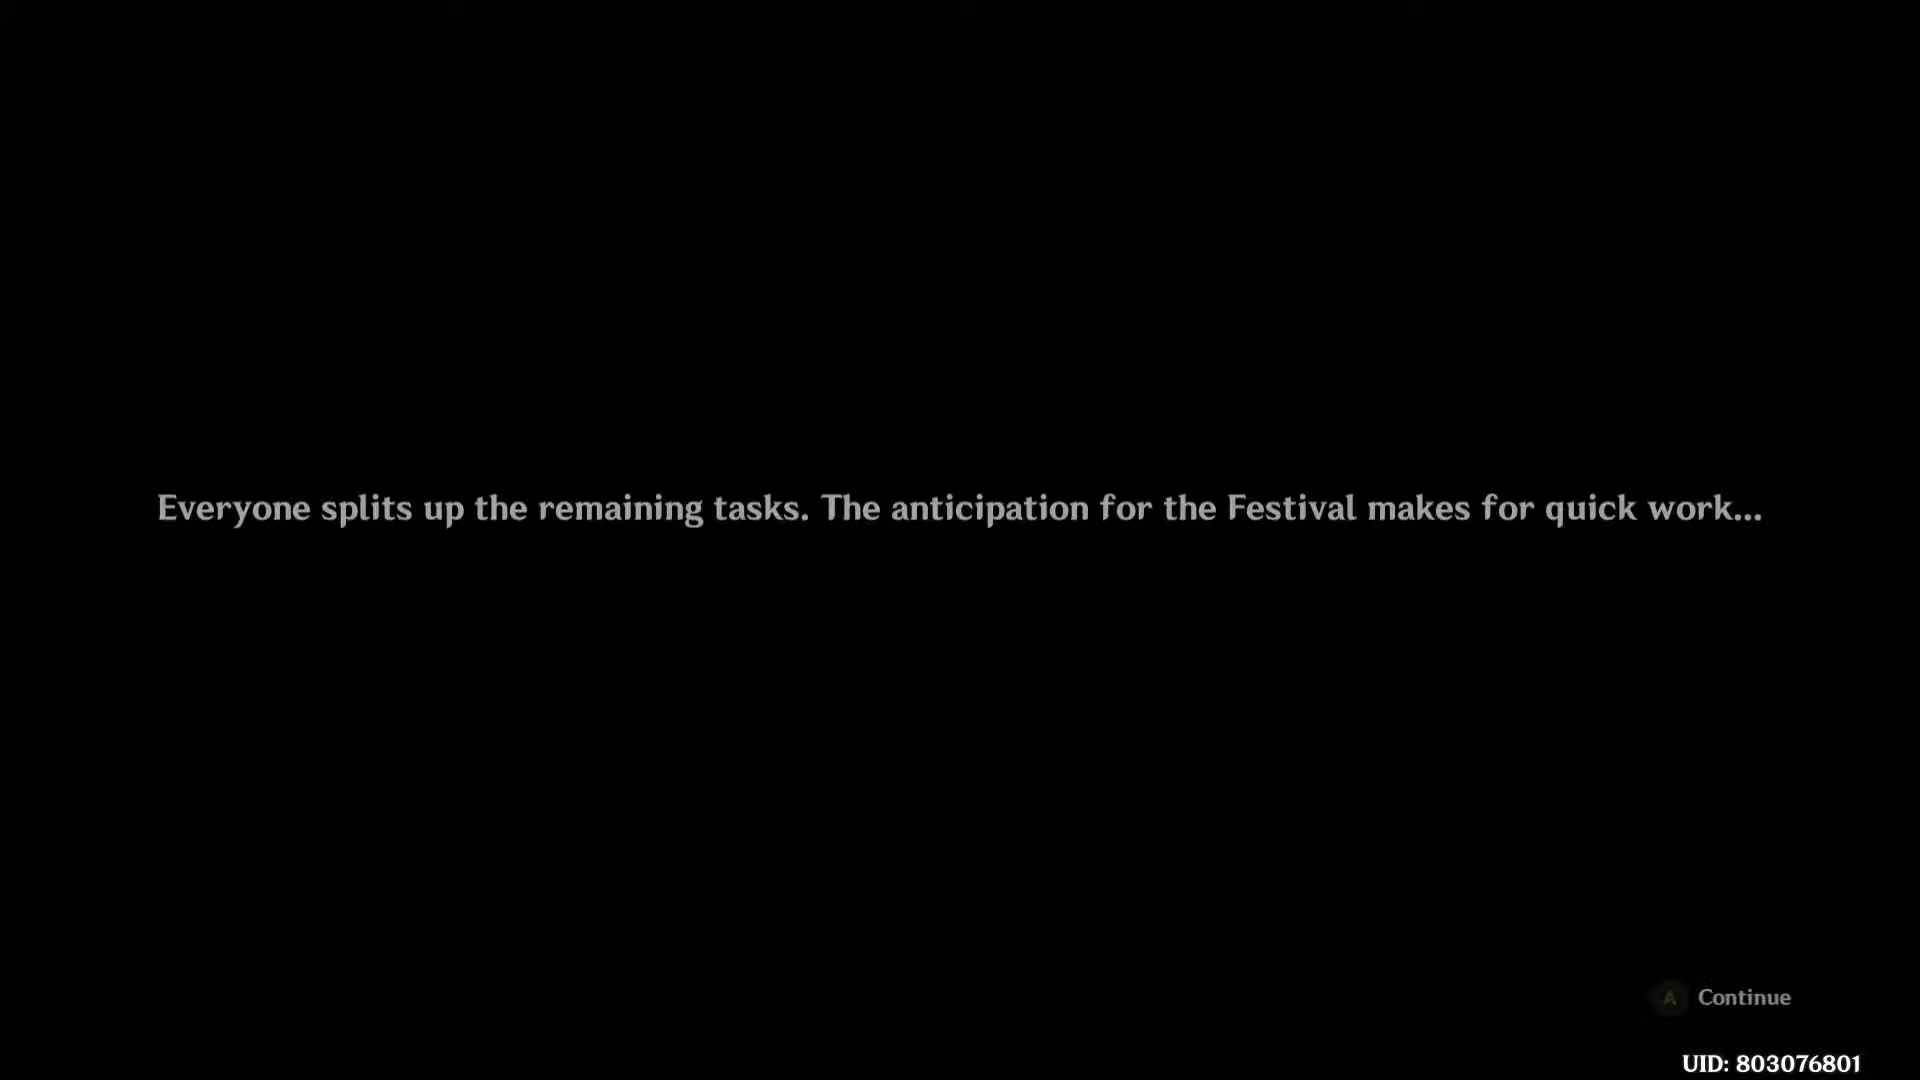 Everyone splits up the remaining tasks. The anticipation for the Festival makes for quick work...
A Continue
UID: 803076801